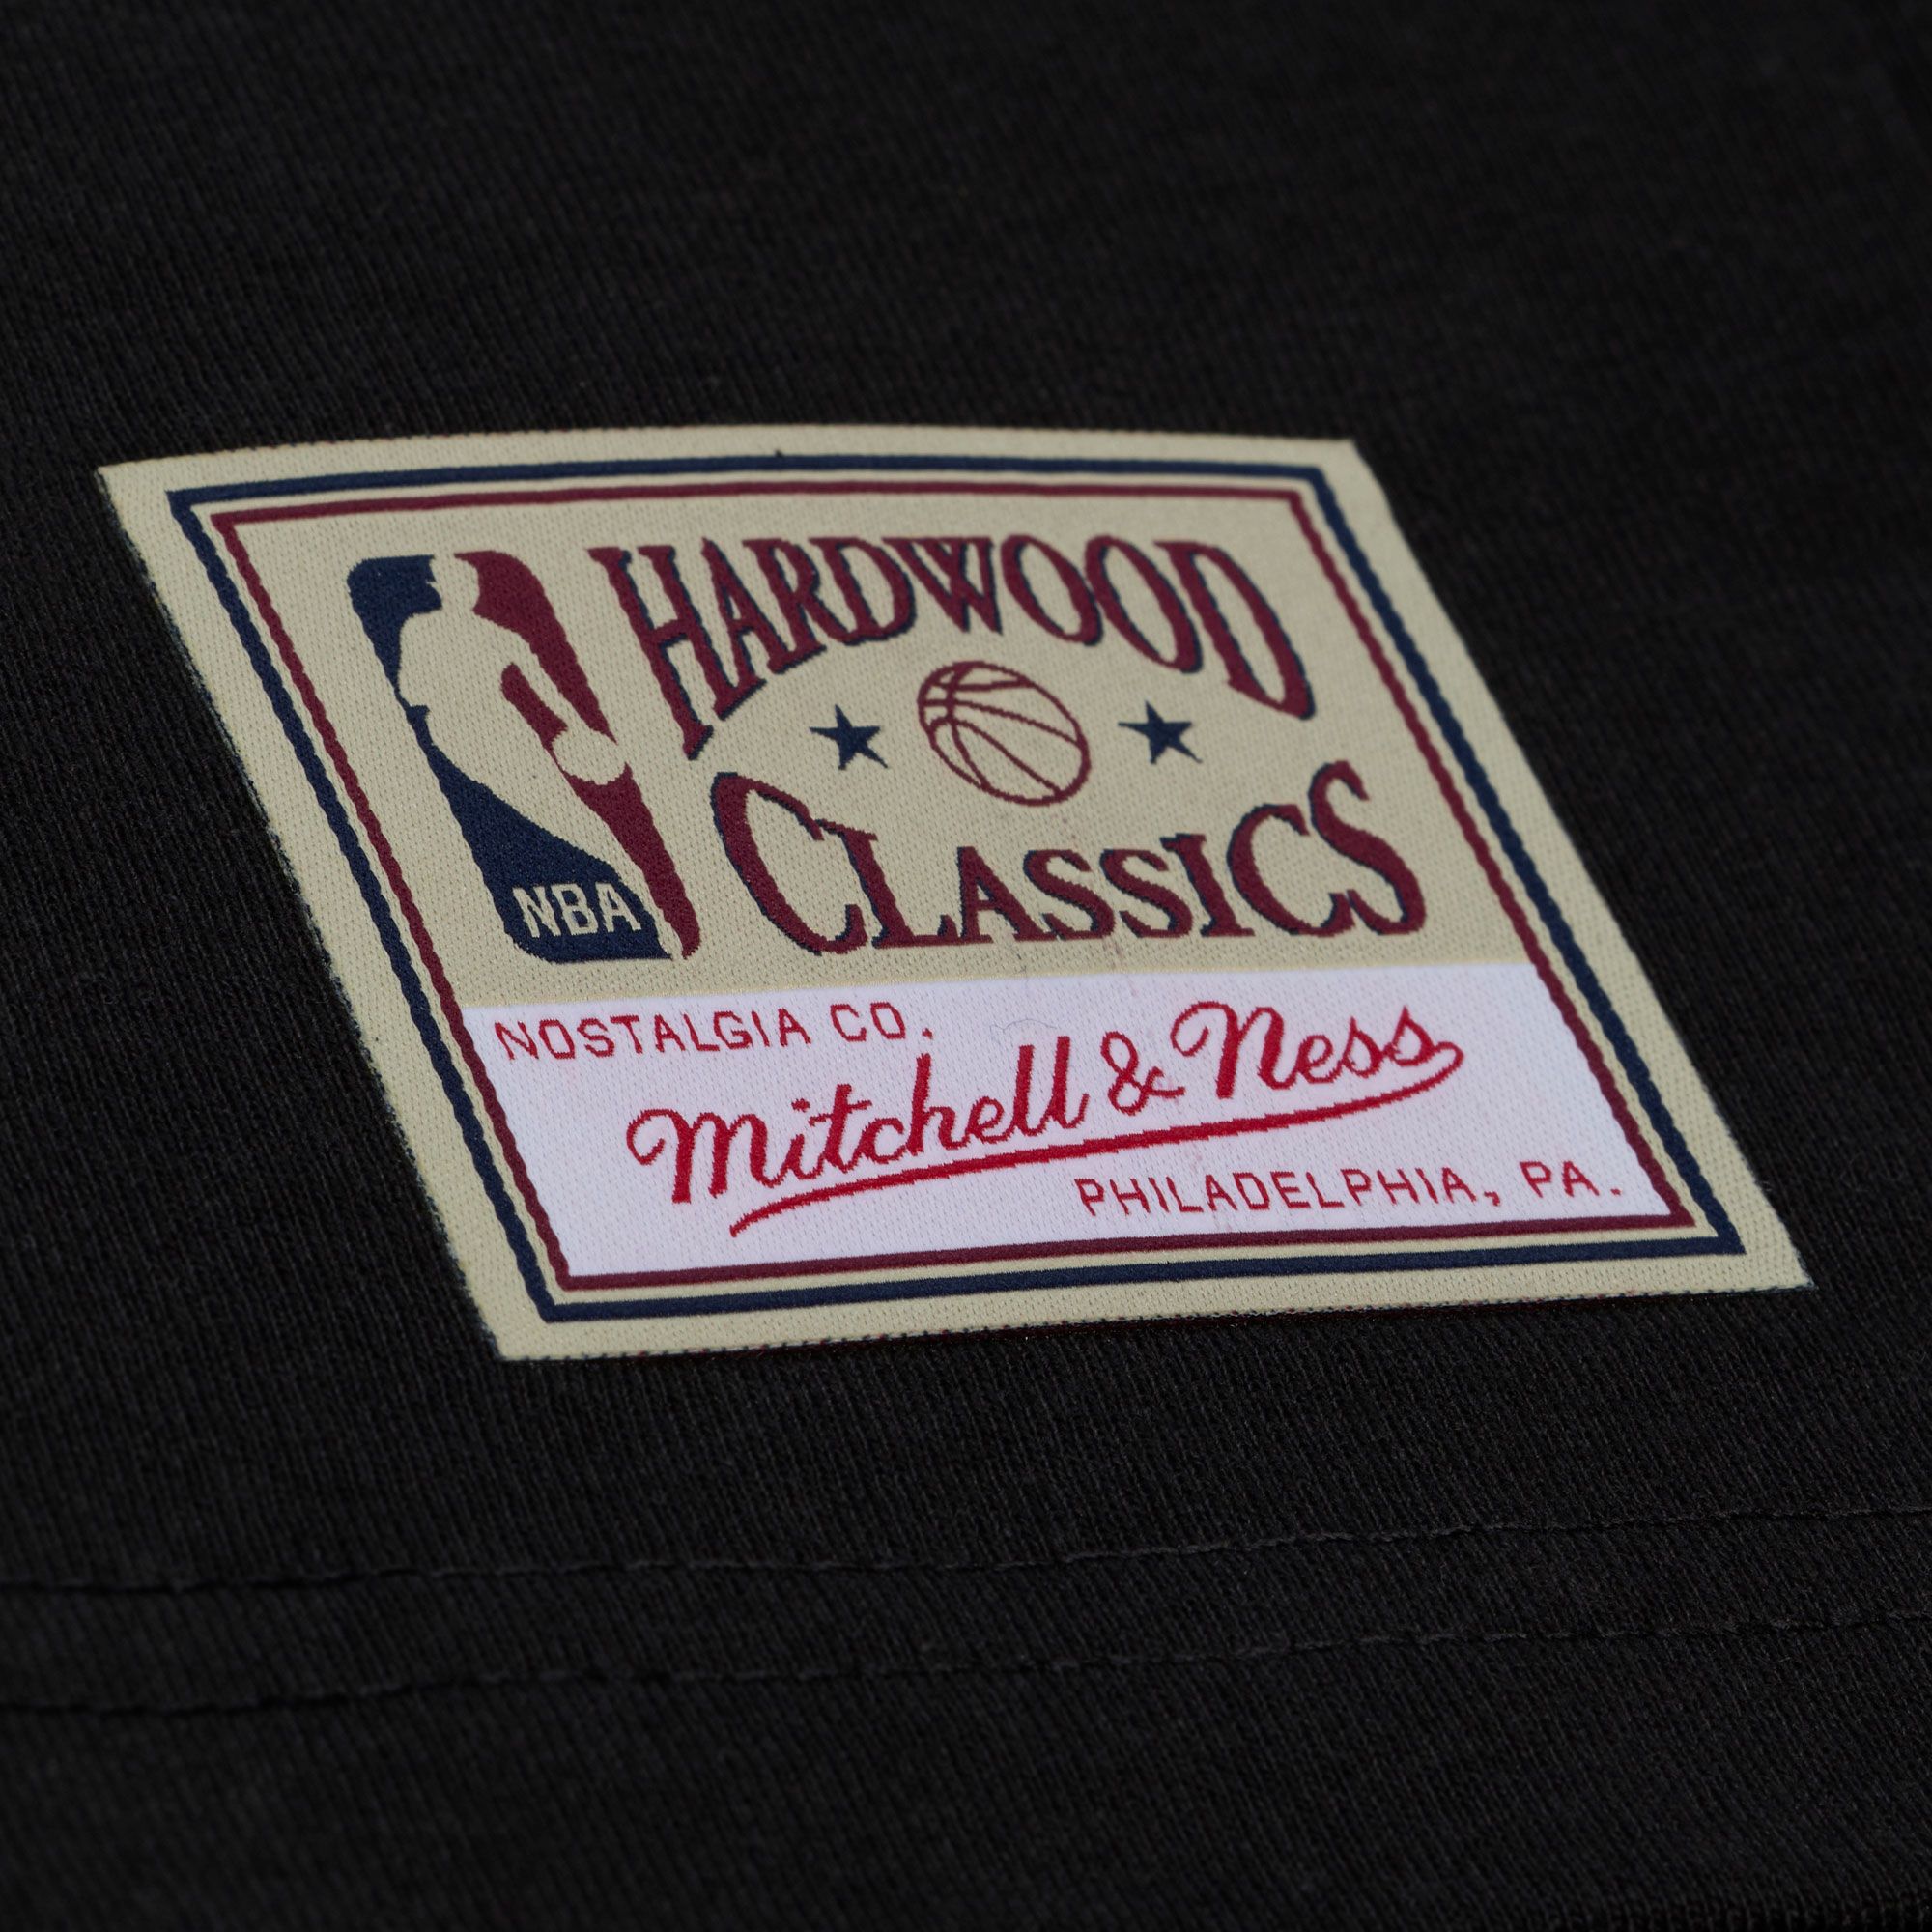 HARDWOOD
CLASSICS
NBA
NOSTALGIA CO.
Mitchell & Ness
PHILADELPHIA, PA.